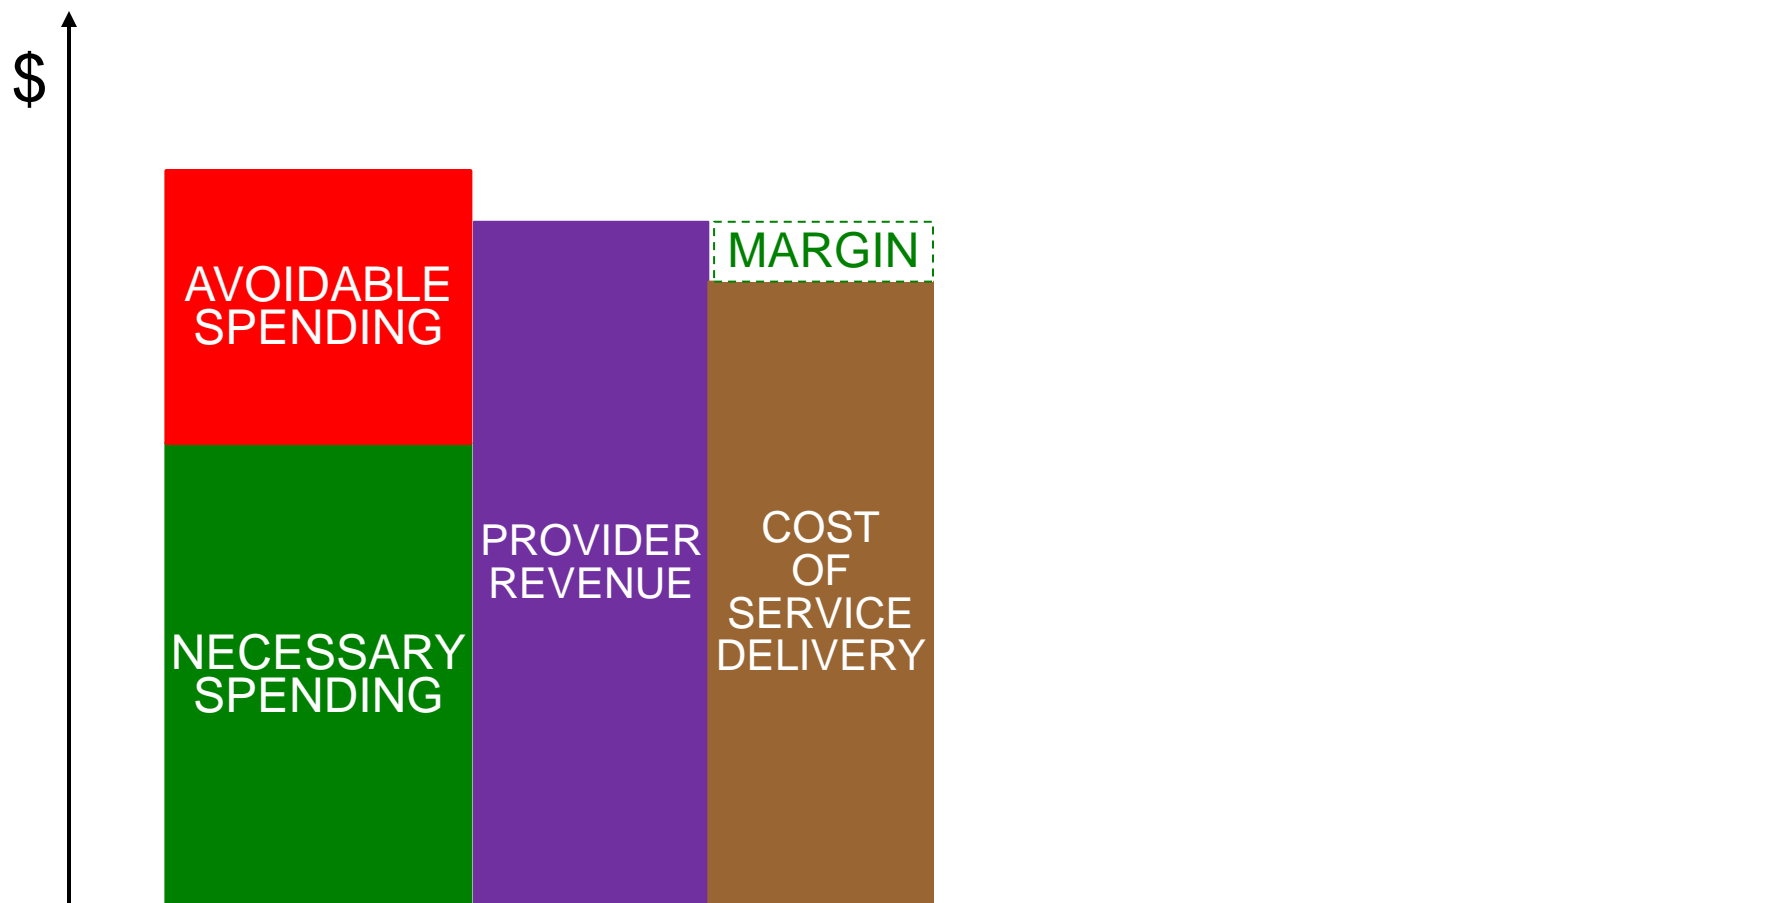 $
AVOIDABLE
SPENDING
NECESSARY
SPENDING
PROVIDER
REVENUE
MARGIN
COST
OF
SERVICE
DELIVERY